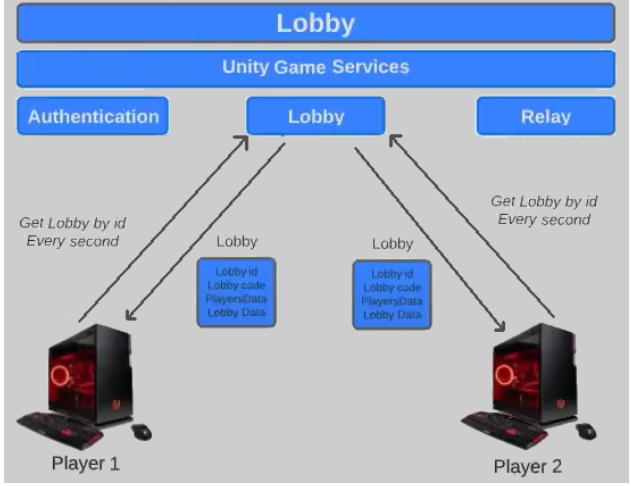 Lobby
Unity Game Services
Authentication
Lobby
Relay
Get Lobby by id
Every second
Get Lobby by id
Every second
Lobby
Lobby id
Lobby code
PlayersData
Lobby Data
Lobby
Lobby id
Lobby code
PlayersData
Lobby Data
Player 1
Player 2